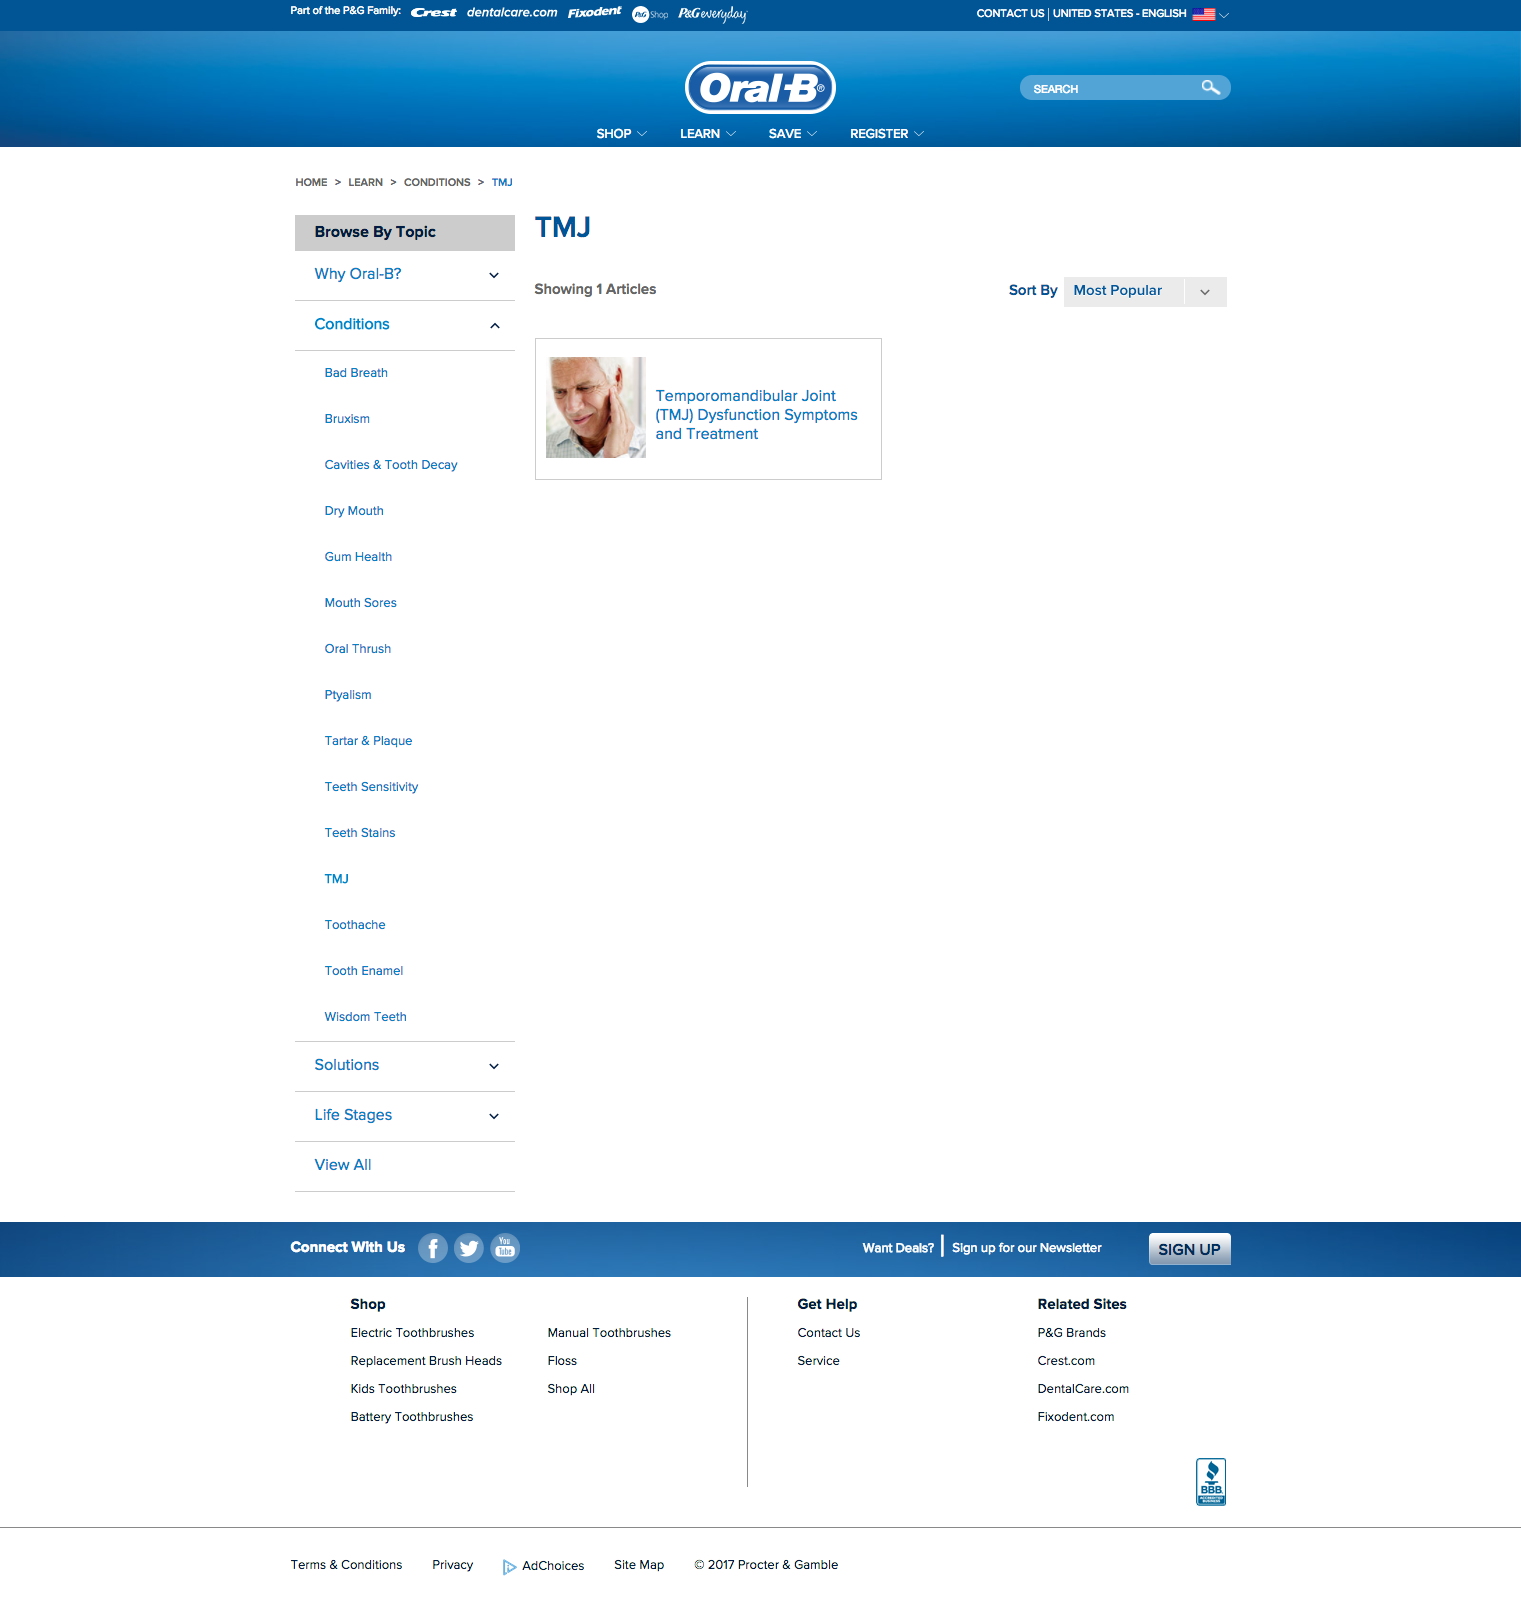 Part of the P&G Family: Crest dentalcare.com Fixodent P&G Shop P&G everyday
CONTACT US | UNITED STATES - ENGLISH
Oral-B®
SEARCH
SHOP LEARN SAVE REGISTER
HOME > LEARN > CONDITIONS > TMJ
Browse By Topic
Why Oral-B?
Conditions
Bad Breath
Bruxism
Cavities & Tooth Decay
Dry Mouth
Gum Health
Mouth Sores
Oral Thrush
Ptyalism
Tartar & Plaque
Teeth Sensitivity
Teeth Stains
TMJ
Toothache
Tooth Enamel
Wisdom Teeth
Solutions
Life Stages
View All
TMJ
Showing 1 Articles
Sort By Most Popular
Temporomandibular Joint
(TMJ) Dysfunction Symptoms
and Treatment
Connect With Us
You
Tube
Want Deals? | Sign up for our Newsletter
SIGN UP
Shop
Electric Toothbrushes
Replacement Brush Heads
Kids Toothbrushes
Battery Toothbrushes
Manual Toothbrushes
Floss
Shop All
Get Help
Contact Us
Service
Related Sites
P&G Brands
Crest.com
DentalCare.com
Fixodent.com
BBB.
Terms & Conditions Privacy AdChoices Site Map © 2017 Procter & Gamble